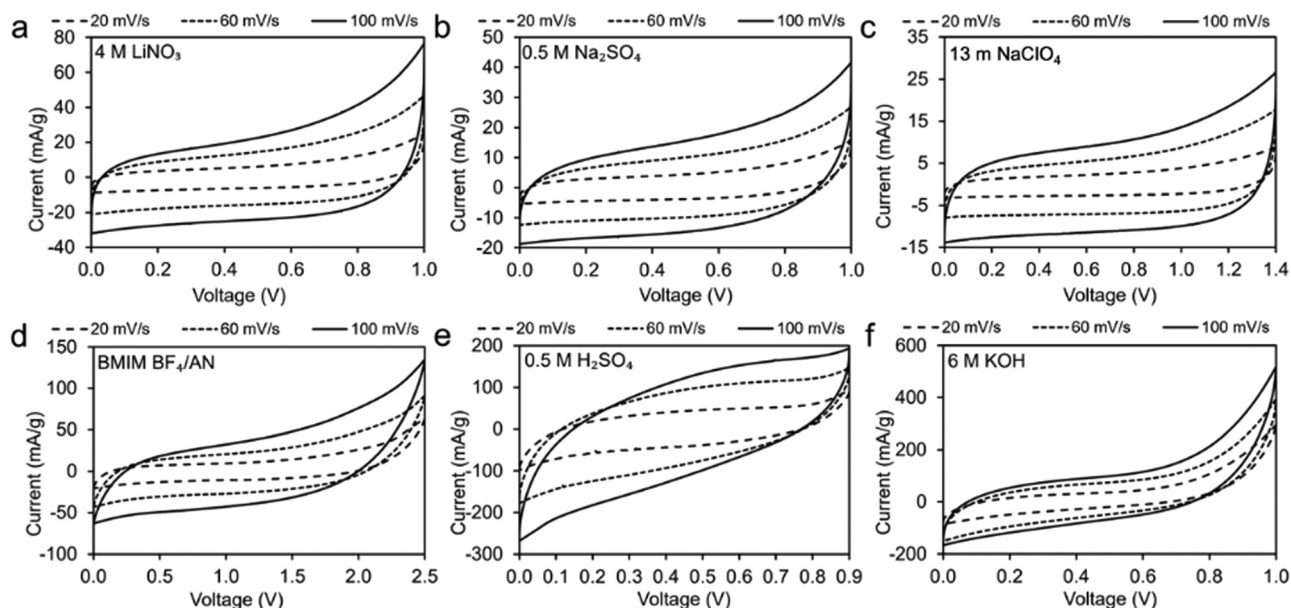 a
20 mV/s 60 mV/s 100 mV/s
4 M LiNO₃
Current (mA/g)
80
60
40
20
0
-20
-40
0.0 0.2 0.4 0.6 0.8 1.0
Voltage (V)
b
20 mV/s 60 mV/s 100 mV/s
0.5 M Na₂SO₄
Current (mA/g)
50
40
30
20
10
0
-10
-20
0.0 0.2 0.4 0.6 0.8 1.0
Voltage (V)
c
20 mV/s 60 mV/s 100 mV/s
13 m NaClO₄
Current (mA/g)
35
25
15
5
-5
-15
0.0 0.2 0.4 0.6 0.8 1.0 1.2 1.4
Voltage (V)
d
20 mV/s 60 mV/s 100 mV/s
BMIM BF₄/AN
Current (mA/g)
150
100
50
0
-50
-100
0.0 0.5 1.0 1.5 2.0 2.5
Voltage (V)
e
20 mV/s 60 mV/s 100 mV/s
0.5 M H₂SO₄
Current (mA/g)
200
100
0
-100
-200
-300
0.0 0.1 0.2 0.3 0.4 0.5 0.6 0.7 0.8 0.9
Voltage (V)
f
20 mV/s 60 mV/s 100 mV/s
6 M KOH
Current (mA/g)
600
400
200
0
-200
0.0 0.2 0.4 0.6 0.8 1.0
Voltage (V)